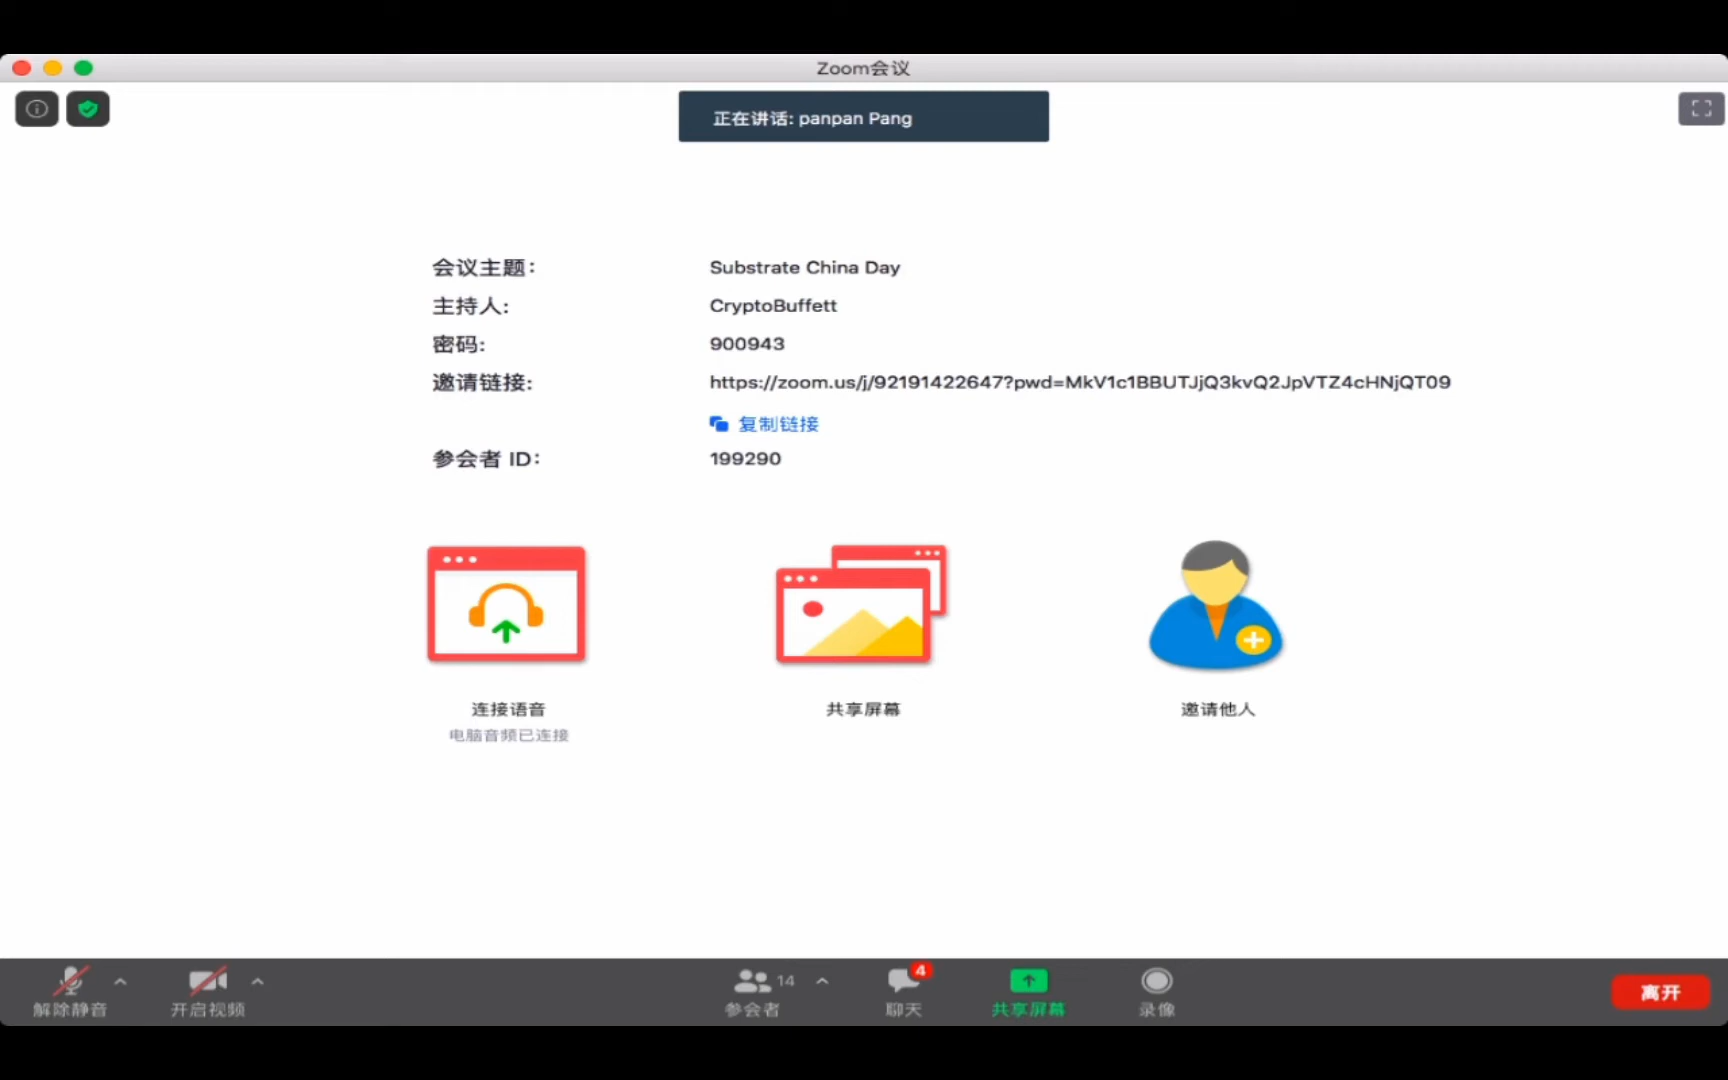 Zoom会议
正在讲话: panpan Pang
会议主题: Substrate China Day
主持人: CryptoBuffett
密码: 900943
邀请链接: https://zoom.us/j/92191422647?pwd=MkV1c1BBUTJjQ3kvQ2JpVTZ4cHNjQT09
复制链接
参会者 ID: 199290
连接语音
电脑音频已连接
共享屏幕
邀请他人
解除静音
开启视频
14
参会者
4
聊天
共享屏幕
录像
离开